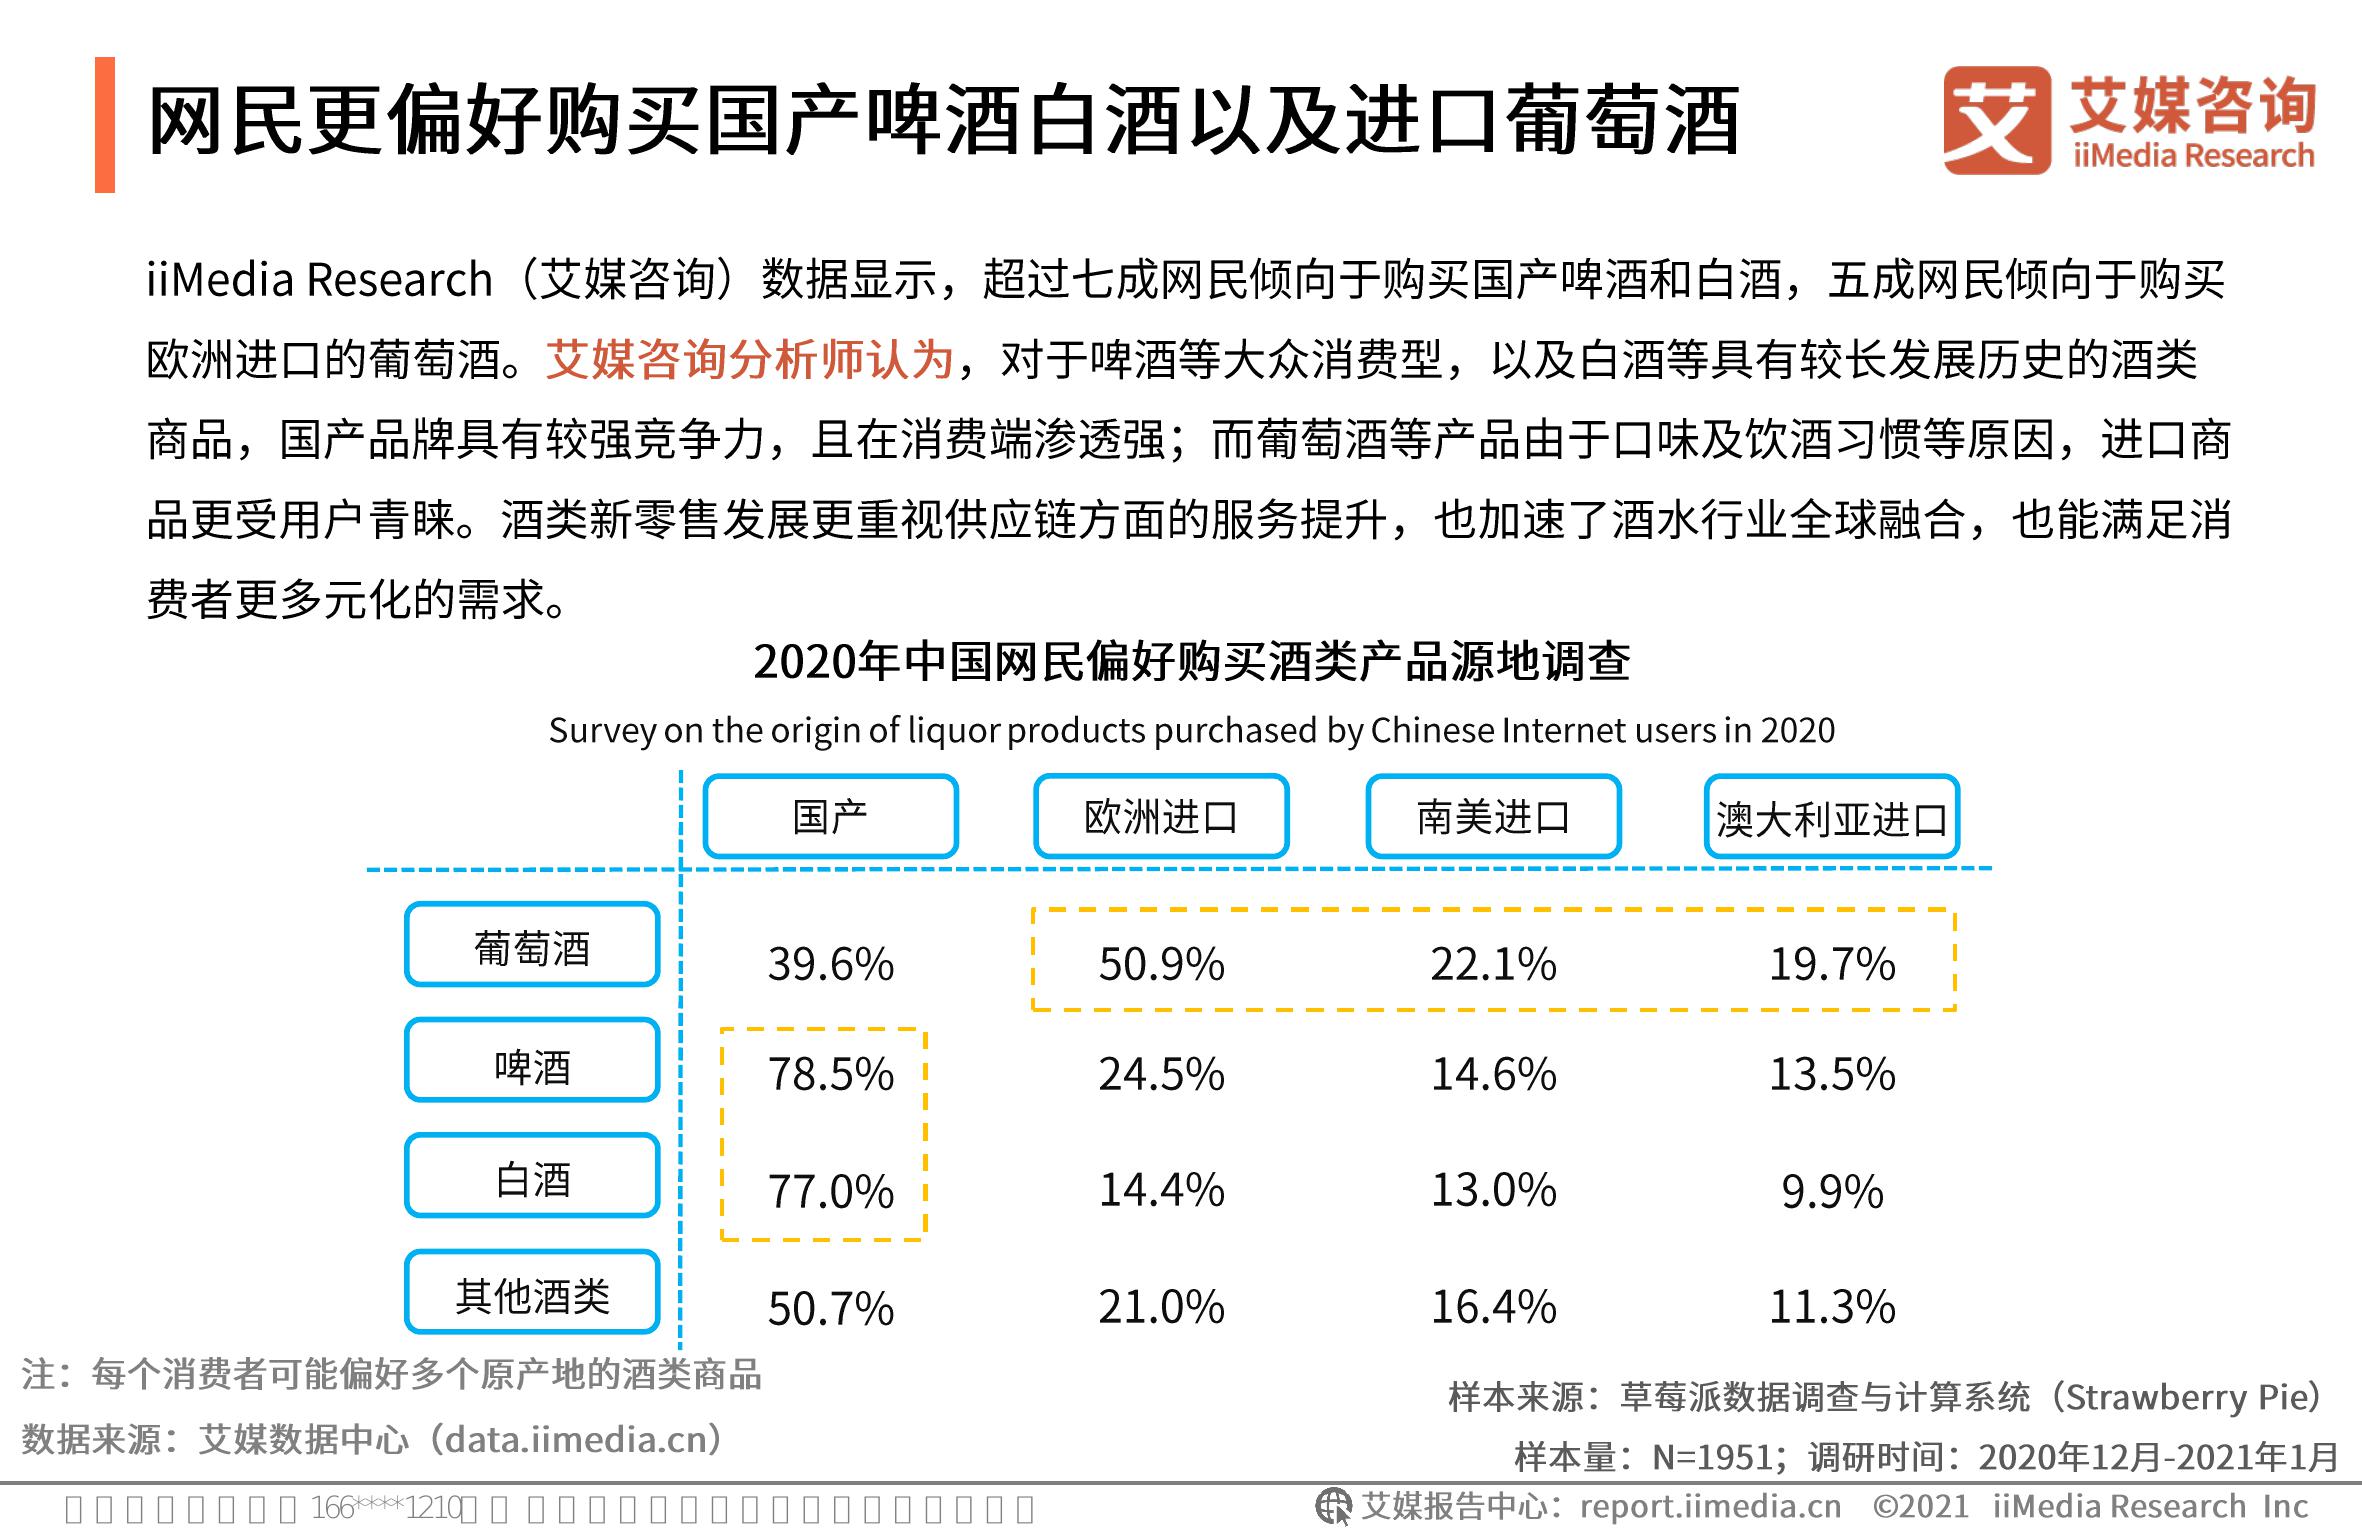 网民更偏好购买国产啤酒白酒以及进口葡萄酒
艾 艾媒咨询
iiMedia Research
iiMedia Research（艾媒咨询）数据显示，超过七成网民倾向于购买国产啤酒和白酒，五成网民倾向于购买
欧洲进口的葡萄酒。艾媒咨询分析师认为，对于啤酒等大众消费型，以及白酒等具有较长发展历史的酒类
商品，国产品牌具有较强竞争力，且在消费端渗透强；而葡萄酒等产品由于口味及饮酒习惯等原因，进口商
品更受用户青睐。酒类新零售发展更重视供应链方面的服务提升，也加速了酒水行业全球融合，也能满足消
费者更多元化的需求。
2020年中国网民偏好购买酒类产品源地调查
Survey on the origin of liquor products purchased by Chinese Internet users in 2020
国产 欧洲进口 南美进口 澳大利亚进口
葡萄酒 39.6% 50.9% 22.1% 19.7%
啤酒 78.5% 24.5% 14.6% 13.5%
白酒 77.0% 14.4% 13.0% 9.9%
其他酒类 50.7% 21.0% 16.4% 11.3%
注：每个消费者可能偏好多个原产地的酒类商品
数据来源：艾媒数据中心（data.iimedia.cn）
样本来源：草莓派数据调查与计算系统（Strawberry Pie）
样本量：N=1951；调研时间：2020年12月-2021年1月
166****1210
艾媒报告中心：report.iimedia.cn ©2021 iiMedia Research Inc